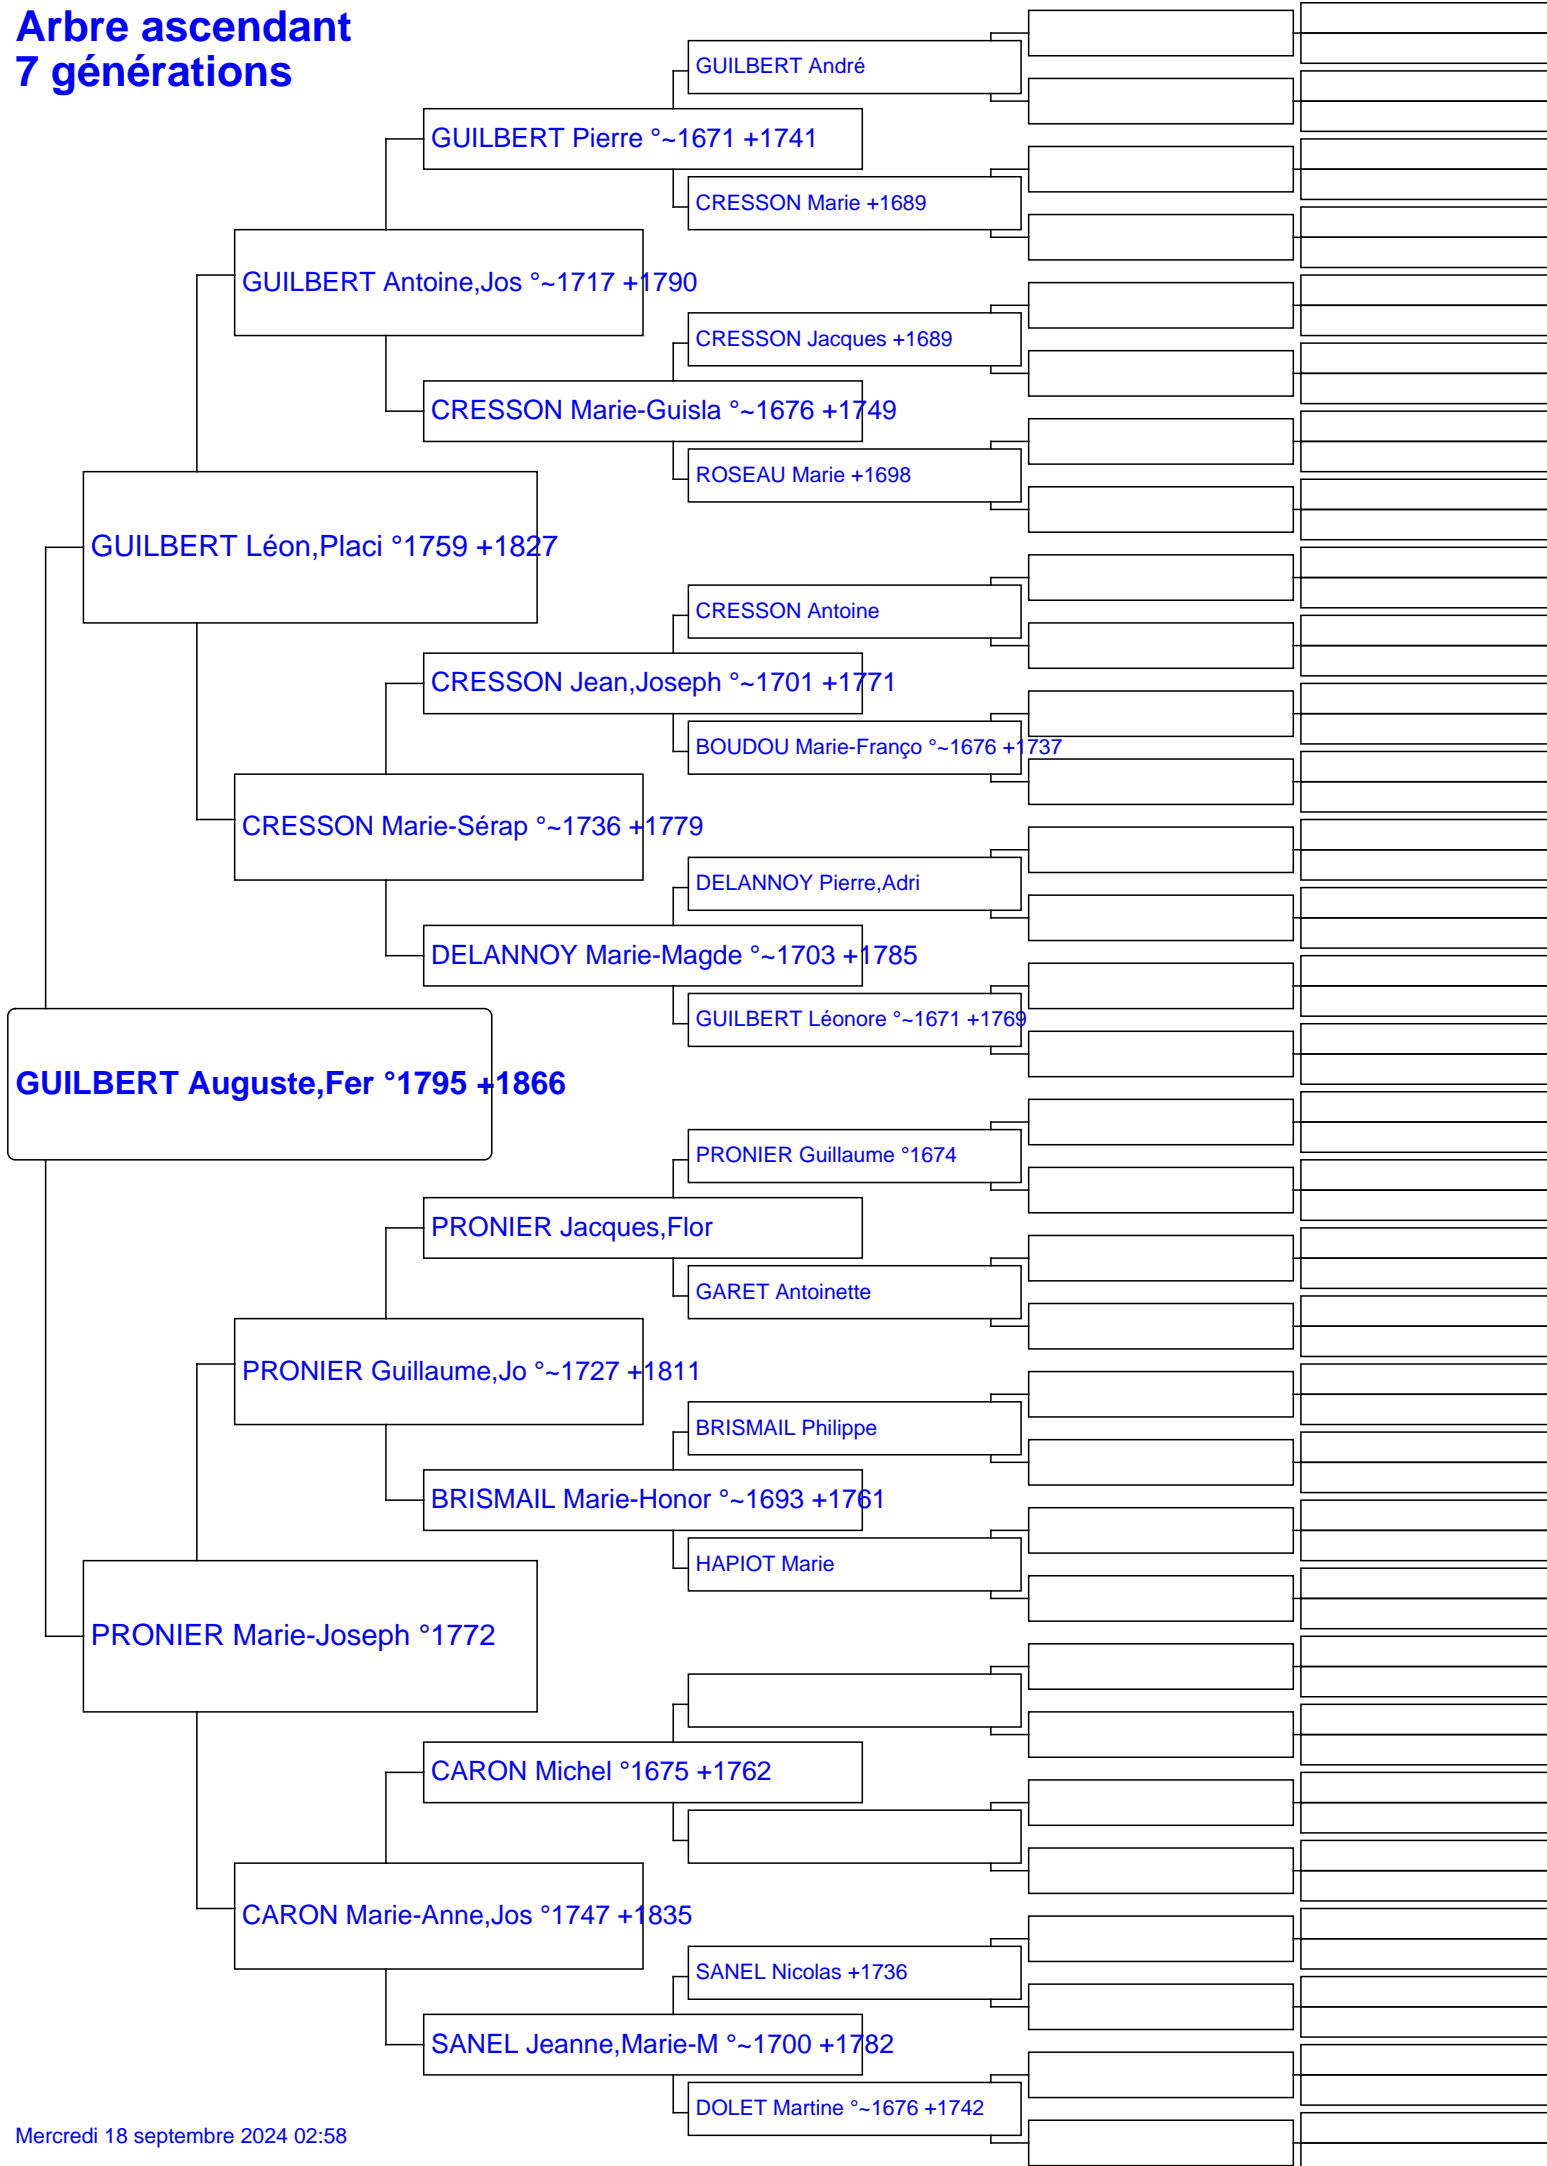 Arbre ascendant
7 générations
GUILBERT André
GUILBERT Pierre °~1671 +1741
CRESSON Marie +1689
GUILBERT Antoine,Jos °~1717 +1790
CRESSON Jacques +1689
CRESSON Marie-Guisla °~1676 +1749
ROSEAU Marie +1698
GUILBERT Léon,Placi °1759 +1827
CRESSON Antoine
CRESSON Jean,Joseph °~1701 +1771
BOUDOU Marie-Franço °~1676 +1737
CRESSON Marie-Sérap °~1736 +1779
DELANNOY Pierre,Adri
DELANNOY Marie-Magde °~1703 +1785
GUILBERT Léonore °~1671 +1769
GUILBERT Auguste,Fer °1795 +1866
PRONIER Guillaume °1674
PRONIER Jacques,Flor
GARET Antoinette
PRONIER Guillaume,Jo °~1727 +1811
BRISMAIL Philippe
BRISMAIL Marie-Honor °~1693 +1761
HAPIOT Marie
PRONIER Marie-Joseph °1772
CARON Michel °1675 +1762
CARON Marie-Anne,Jos °1747 +1835
SANEL Nicolas +1736
SANEL Jeanne,Marie-M °~1700 +1782
DOLET Martine °~1676 +1742
Mercredi 18 septembre 2024 02:58